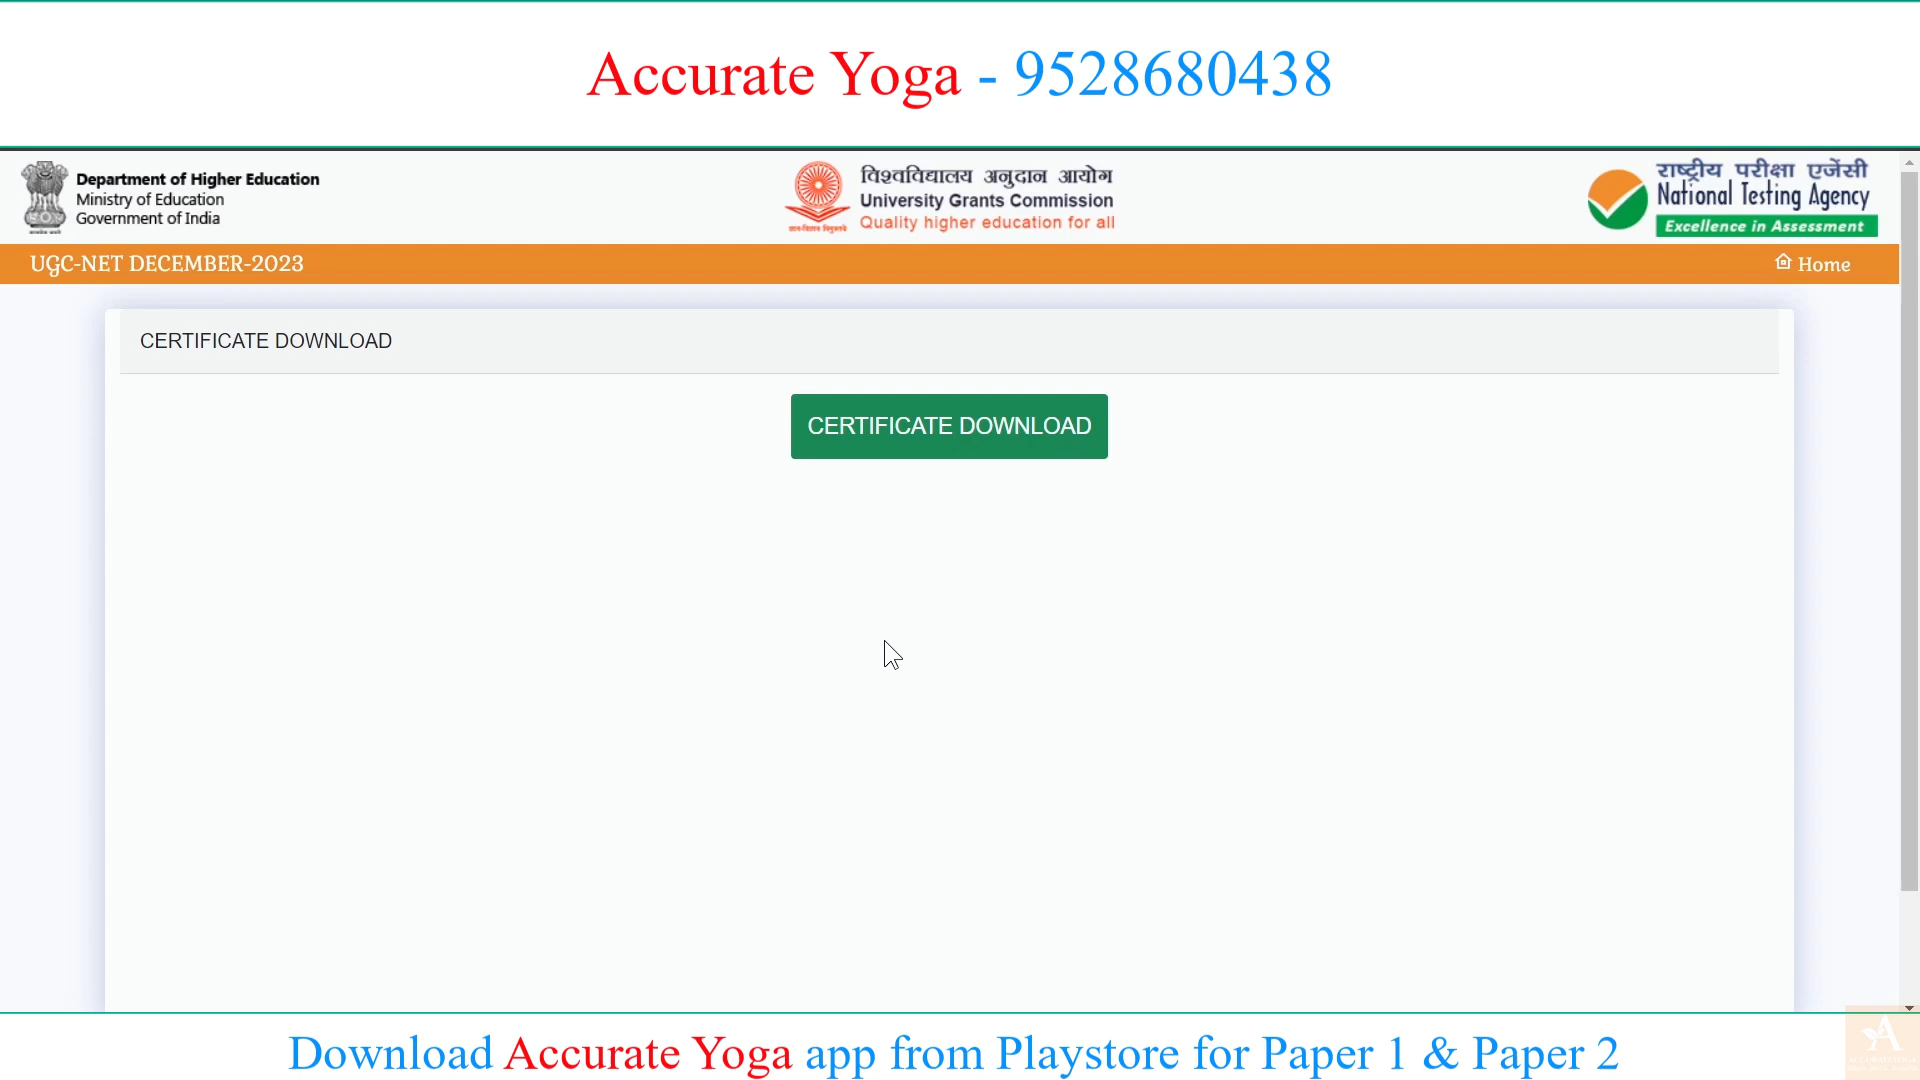 Accurate Yoga - 9528680438
Department of Higher Education
Ministry of Education
Government of India
विश्वविद्यालय अनुदान आयोग
University Grants Commission
Quality higher education for all
ज्ञान-विज्ञान विमुक्तये
राष्ट्रीय परीक्षा एजेंसी
National Testing Agency
Excellence in Assessment
UGC-NET DECEMBER-2023
Home
CERTIFICATE DOWNLOAD
CERTIFICATE DOWNLOAD
Download Accurate Yoga app from Playstore for Paper 1 & Paper 2